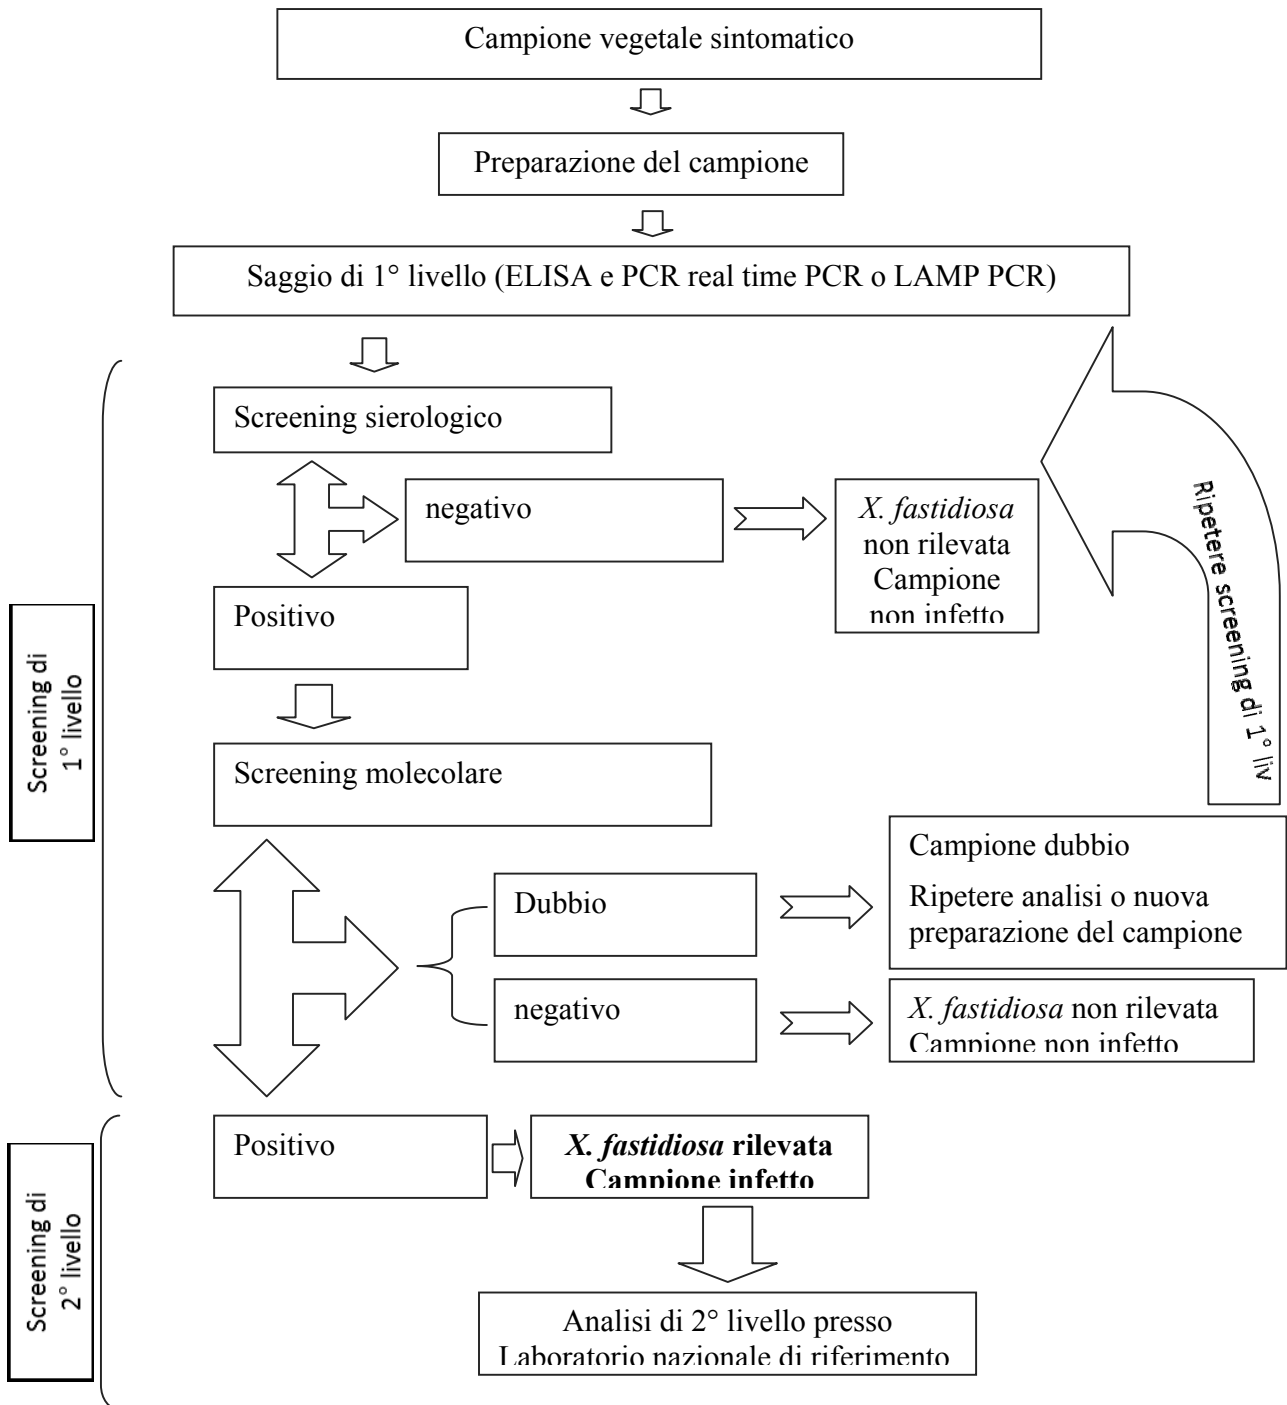 Campione vegetale sintomatico
Preparazione del campione
Saggio di 1° livello (ELISA e PCR real time PCR o LAMP PCR)
Screening sierologico
negativo
X. fastidiosa
non rilevata
Campione
non infetto
Ripetere screening di 1° liv
Positivo
Screening di
1° livello
Screening molecolare
Dubbio
Campione dubbio
Ripetere analisi o nuova
preparazione del campione
negativo
X. fastidiosa non rilevata
Campione non infetto
Positivo
X. fastidiosa rilevata
Campione infetto
Screening di
2° livello
Analisi di 2° livello presso
Laboratorio nazionale di riferimento